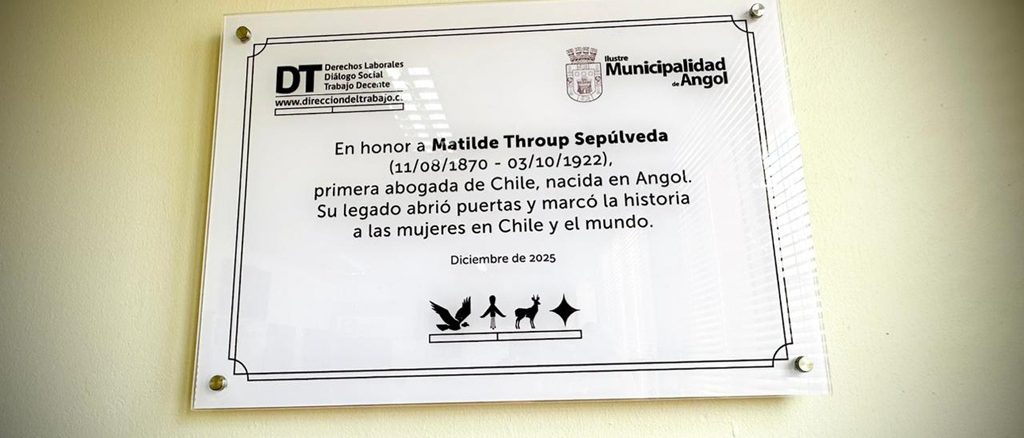 DT
Derechos Laborales
Diálogo Social
Trabajo Decente
www.direcciondeltrabajo.c
Ilustre
Municipalidad
de Angol
En honor a Matilde Throup Sepúlveda
(11/08/1870 - 03/10/1922),
primera abogada de Chile, nacida en Angol.
Su legado abrió puertas y marcó la historia
a las mujeres en Chile y el mundo.
Diciembre de 2025